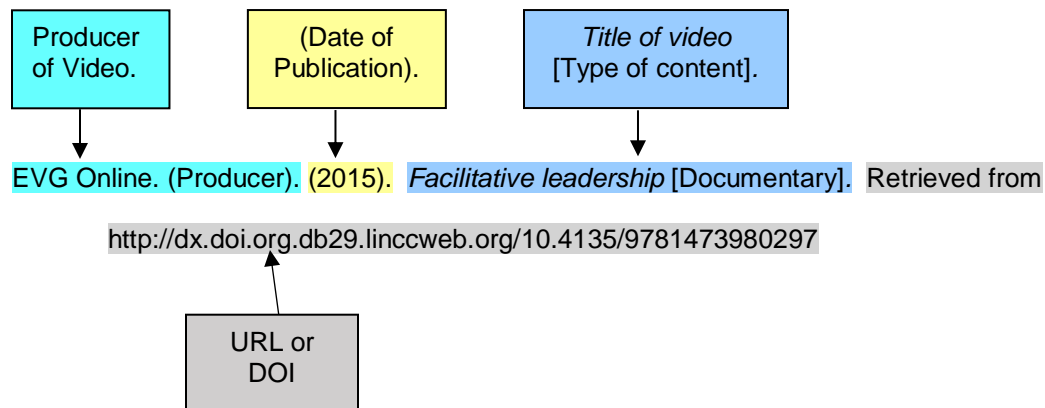 Producer
of Video.
(Date of
Publication).
Title of video
[Type of content].
EVG Online. (Producer). (2015). Facilitative leadership [Documentary]. Retrieved from
http://dx.doi.org.db29.linccweb.org/10.4135/9781473980297
URL or
DOI